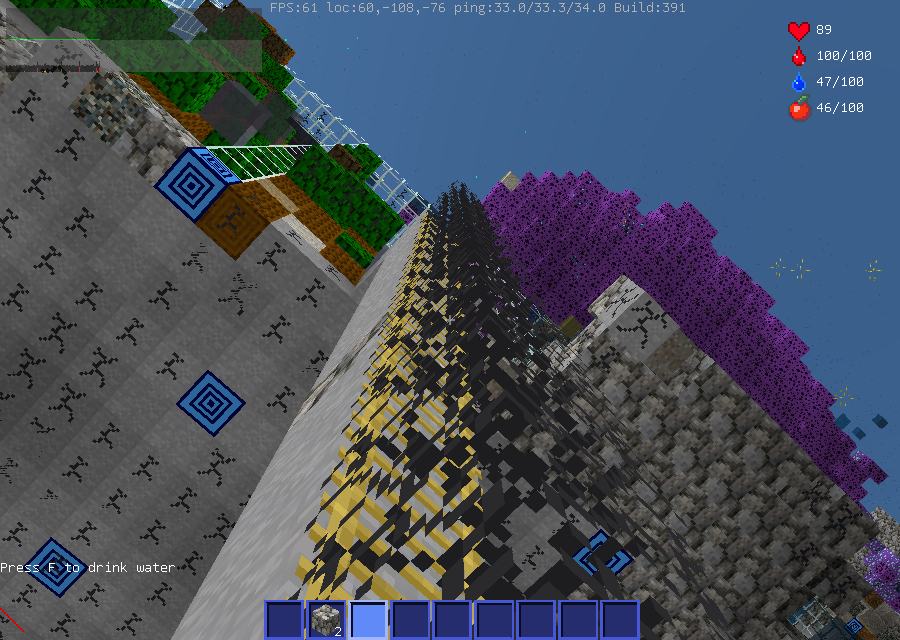 FPS:61 loc:60,-108,-76 ping:33.0/33.3/34.0 Build:391
89
100/100
47/100
46/100
Press F to drink water
2